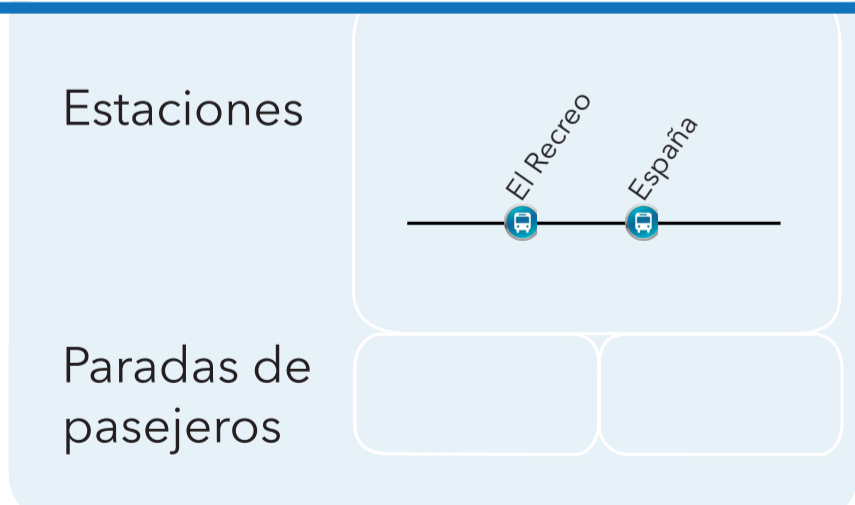 Estaciones
El Recreo
España
Paradas de
pasejeros